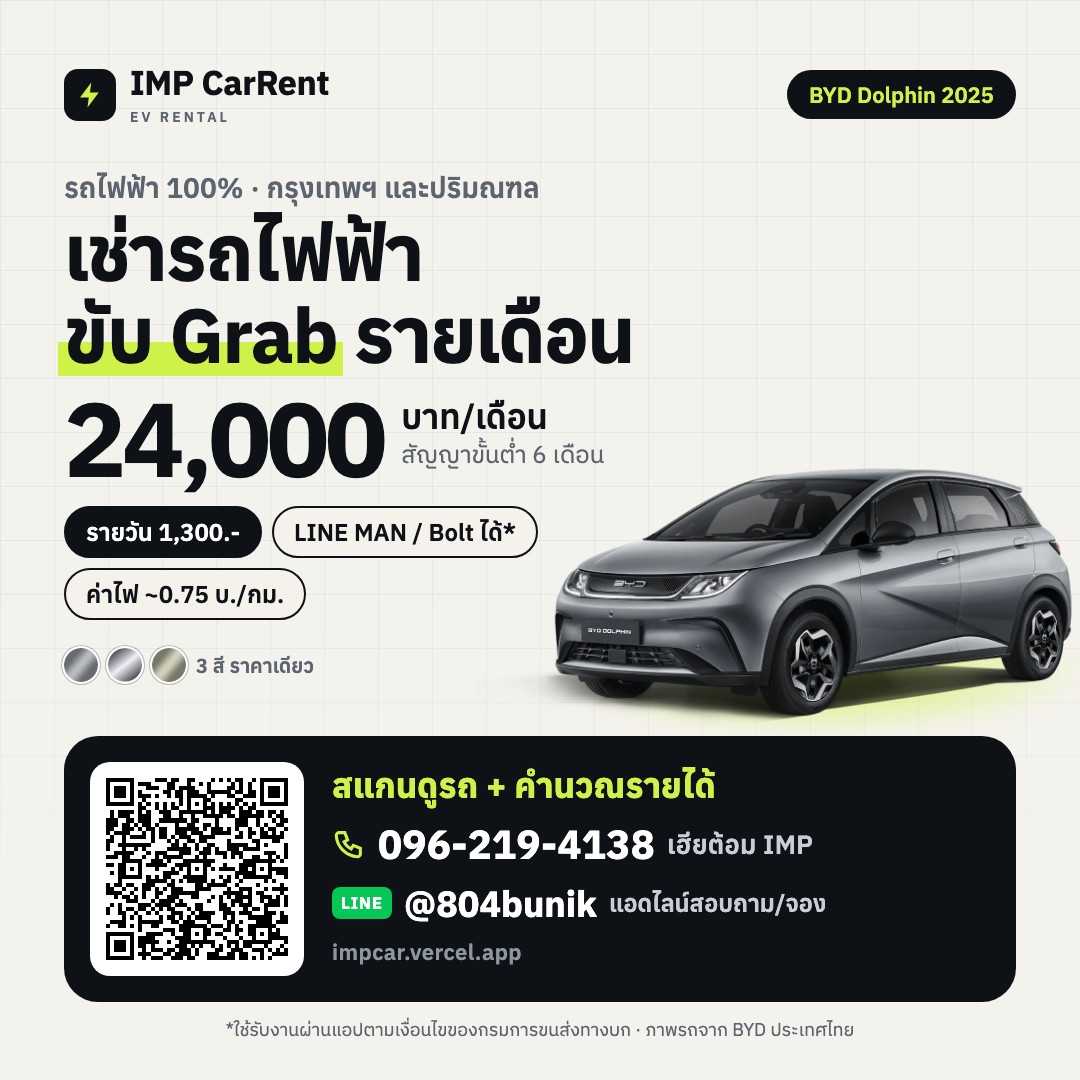 IMP CarRent
EV RENTAL
BYD Dolphin 2025
รถไฟฟ้า 100% · กรุงเทพฯ และปริมณฑล
เช่ารถไฟฟ้า
ขับ Grab รายเดือน
24,000 บาท/เดือน
สัญญาขั้นต่ำ 6 เดือน
รายวัน 1,300.-
LINE MAN / Bolt ได้*
ค่าไฟ ~0.75 บ./กม.
3 สี ราคาเดียว
BYD
BYD DOLPHIN
สแกนดูรถ + คำนวณรายได้
096-219-4138 เฮียต้อม IMP
LINE @804bunik แอดไลน์สอบถาม/จอง
impcar.vercel.app
*ใช้รับงานผ่านแอปตามเงื่อนไขของกรมการขนส่งทางบก · ภาพรถจาก BYD ประเทศไทย